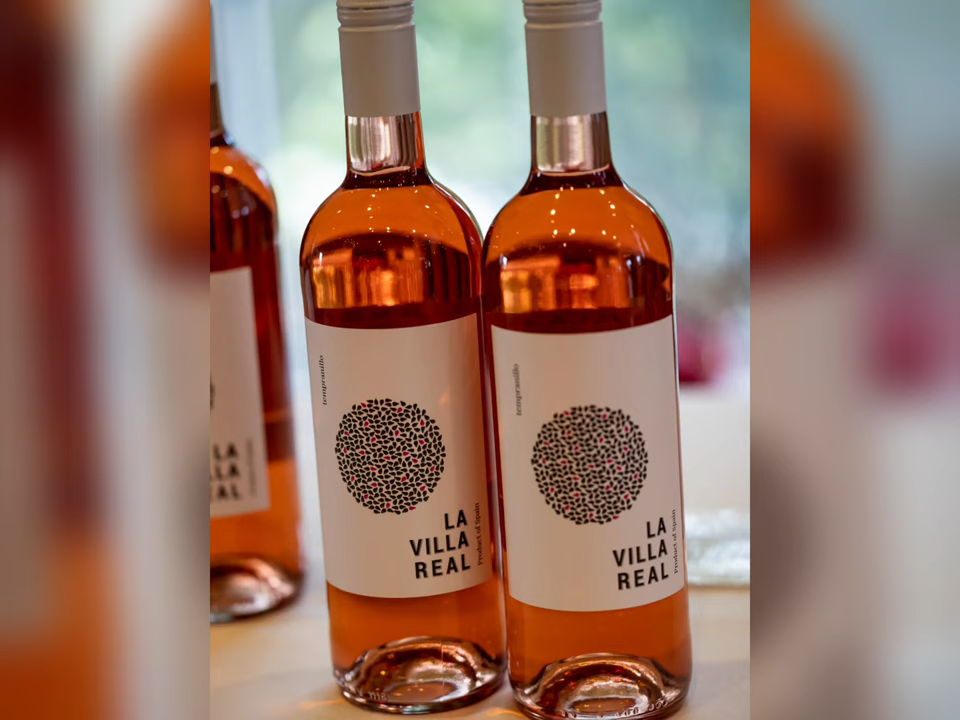 LA
VILLA
REAL
tempranillo
LA
VILLA
REAL
Product of Spain
tempranillo
LA
VILLA
REAL
Product of Spain